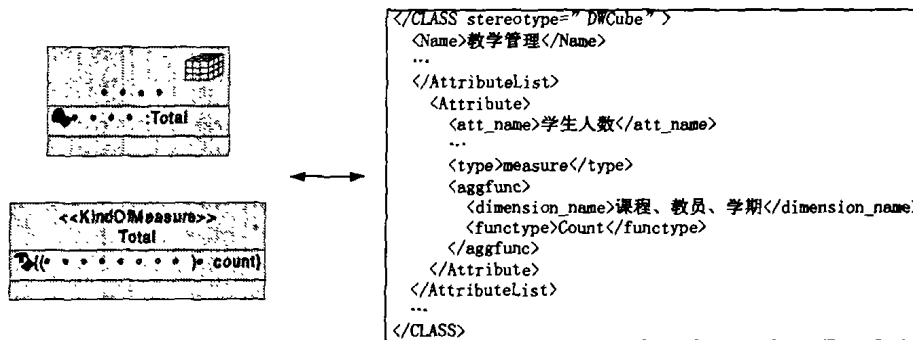 :Total
<<KindOfMeasure>>
Total
count}
</CLASS stereotype="DWCube">
<Name>教学管理</Name>
…
</AttributeList>
<Attribute>
<att_name>学生人数</att_name>
…
<type>measure</type>
<aggfunc>
<dimension_name>课程、教员、学期</dimension_name>
<functype>Count</functype>
</aggfunc>
</Attribute>
</AttributeList>
…
</CLASS>